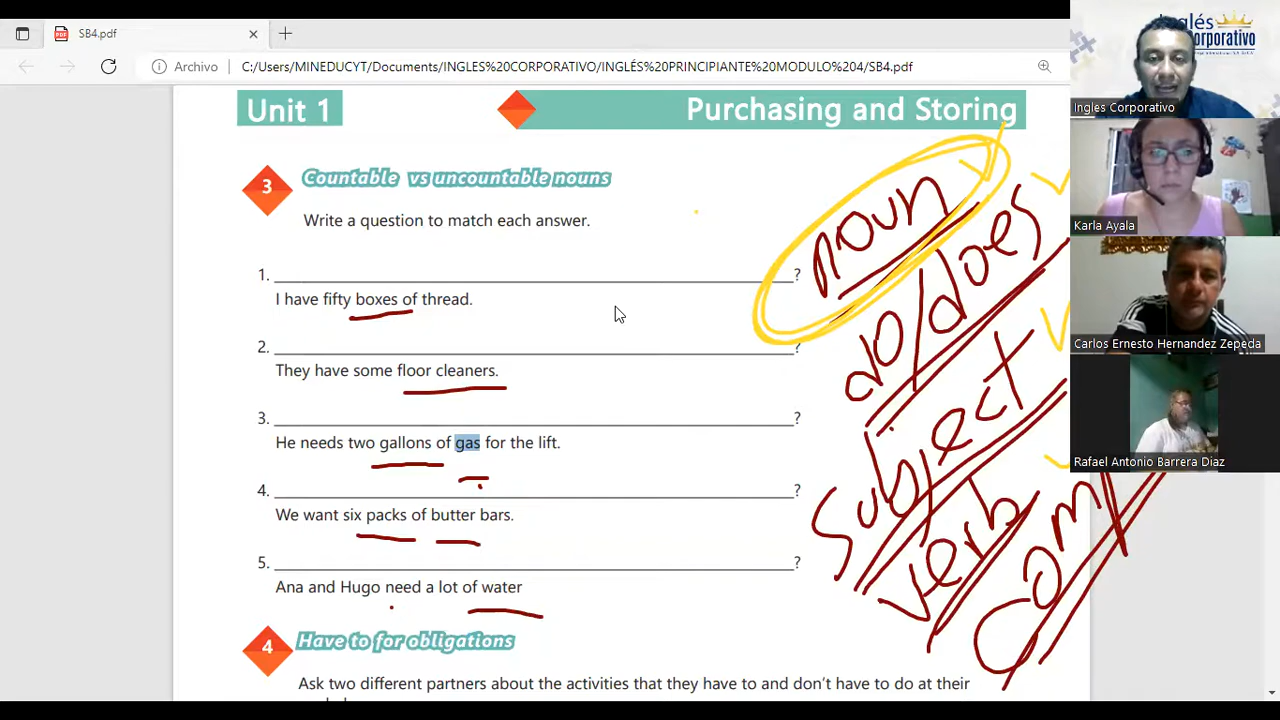 SB4.pdf
Archivo
C:/Users/MINEDUCYT/Documents/INGLES%20CORPORATIVO/INGLÉS%20PRINCIPIANTE%20MODULO%204/SB4.pdf
Unit 1
Purchasing and Storing
3
Countable vs uncountable nouns
Write a question to match each answer.
1. ?
I have fifty boxes of thread.
2. ?
They have some floor cleaners.
3. ?
He needs two gallons of gas for the lift.
4. ?
We want six packs of butter bars.
5. ?
Ana and Hugo need a lot of water
4
Have to for obligations
Ask two different partners about the activities that they have to and don't have to do at their
noun
do/does
subject
verb
Inglés
Corporativo
Ingles Corporativo
Karla Ayala
Carlos Ernesto Hernandez Zepeda
Rafael Antonio Barrera Diaz